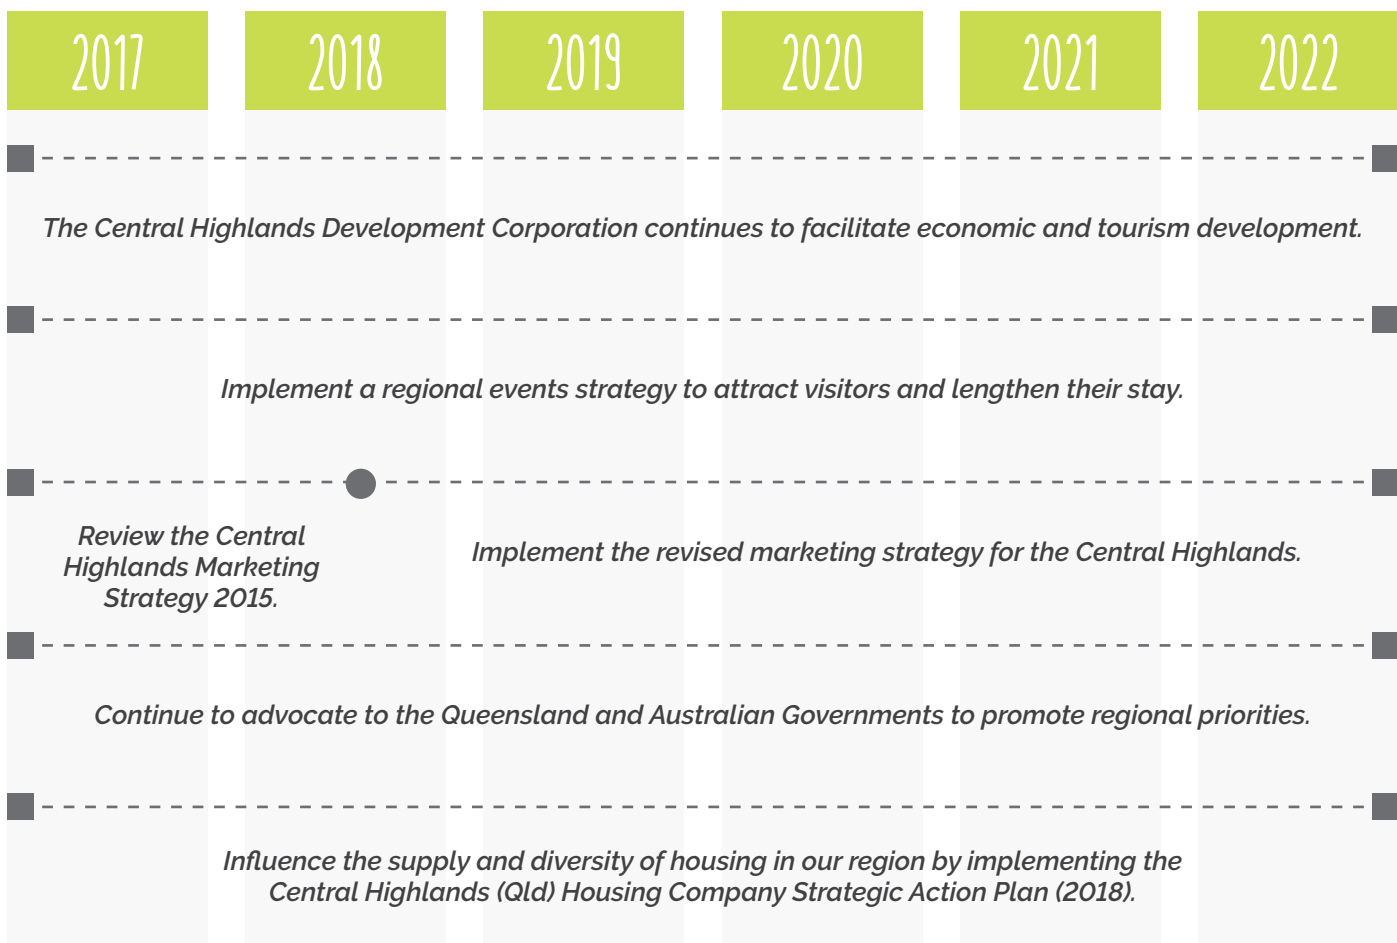 2017 2018 2019 2020 2021 2022
The Central Highlands Development Corporation continues to facilitate economic and tourism development.
Implement a regional events strategy to attract visitors and lengthen their stay.
Review the Central
Highlands Marketing
Strategy 2015.
Implement the revised marketing strategy for the Central Highlands.
Continue to advocate to the Queensland and Australian Governments to promote regional priorities.
Influence the supply and diversity of housing in our region by implementing the
Central Highlands (Qld) Housing Company Strategic Action Plan (2018).